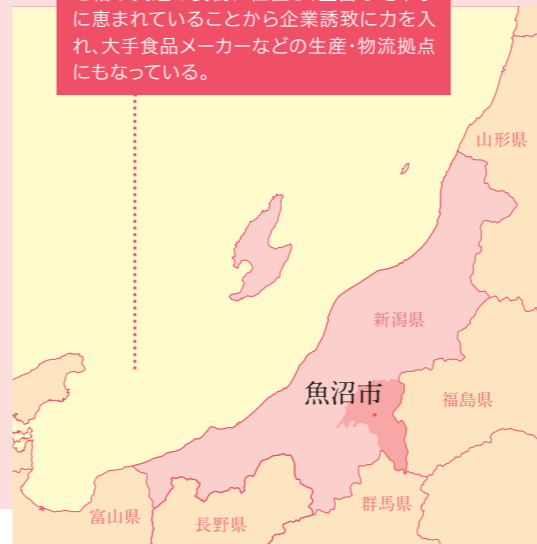 に恵まれていることから企業誘致に力を入
れ、大手食品メーカーなどの生産・物流拠点
にもなっている。
山形県
新潟県
魚沼市
福島県
群馬県
富山県
長野県